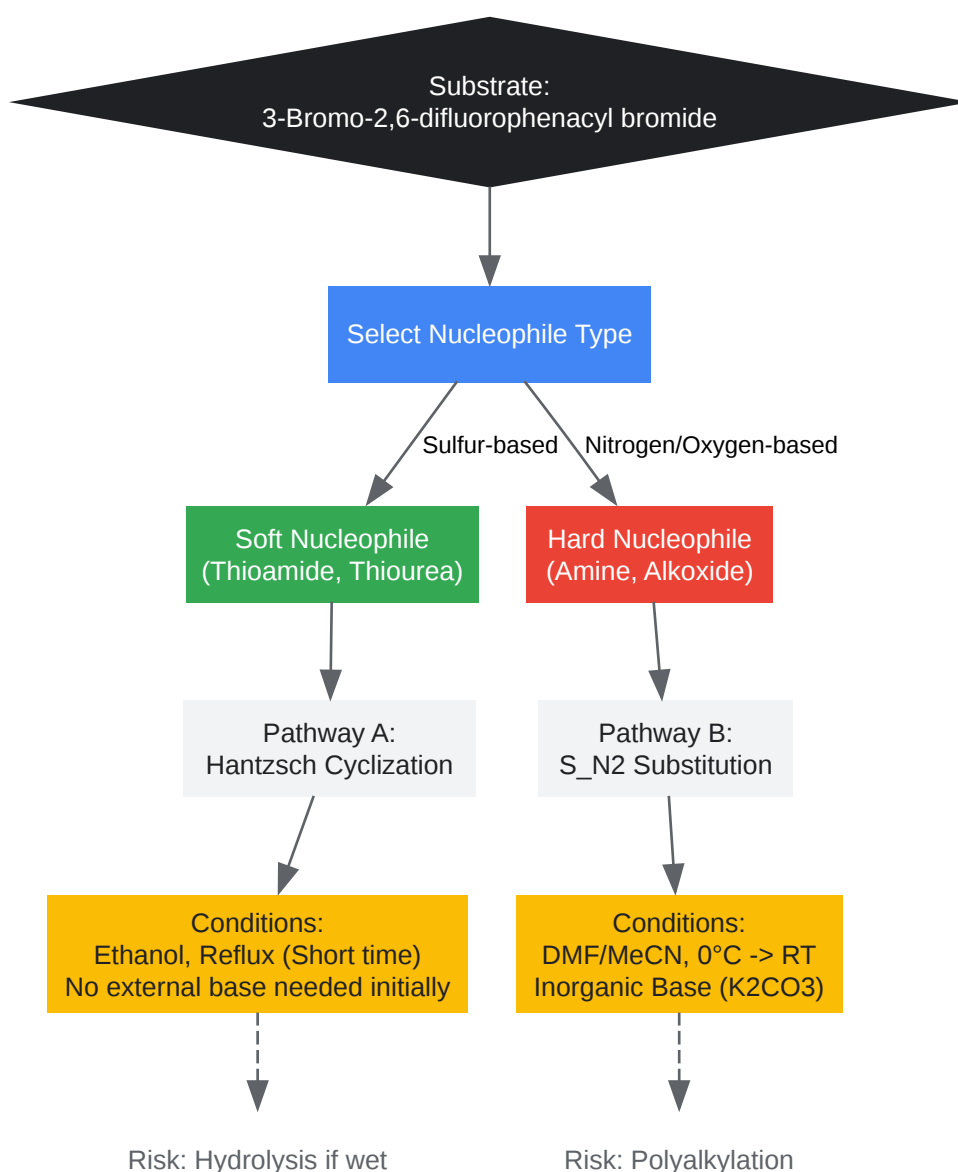 Substrate:
3-Bromo-2,6-difluorophenacyl bromide
Select Nucleophile Type
Sulfur-based
Nitrogen/Oxygen-based
Soft Nucleophile
(Thioamide, Thiourea)
Hard Nucleophile
(Amine, Alkoxide)
Pathway A:
Hantzsch Cyclization
Pathway B:
S_N2 Substitution
Conditions:
Ethanol, Reflux (Short time)
No external base needed initially
Conditions:
DMF/MeCN, 0°C -> RT
Inorganic Base (K2CO3)
Risk: Hydrolysis if wet
Risk: Polyalkylation